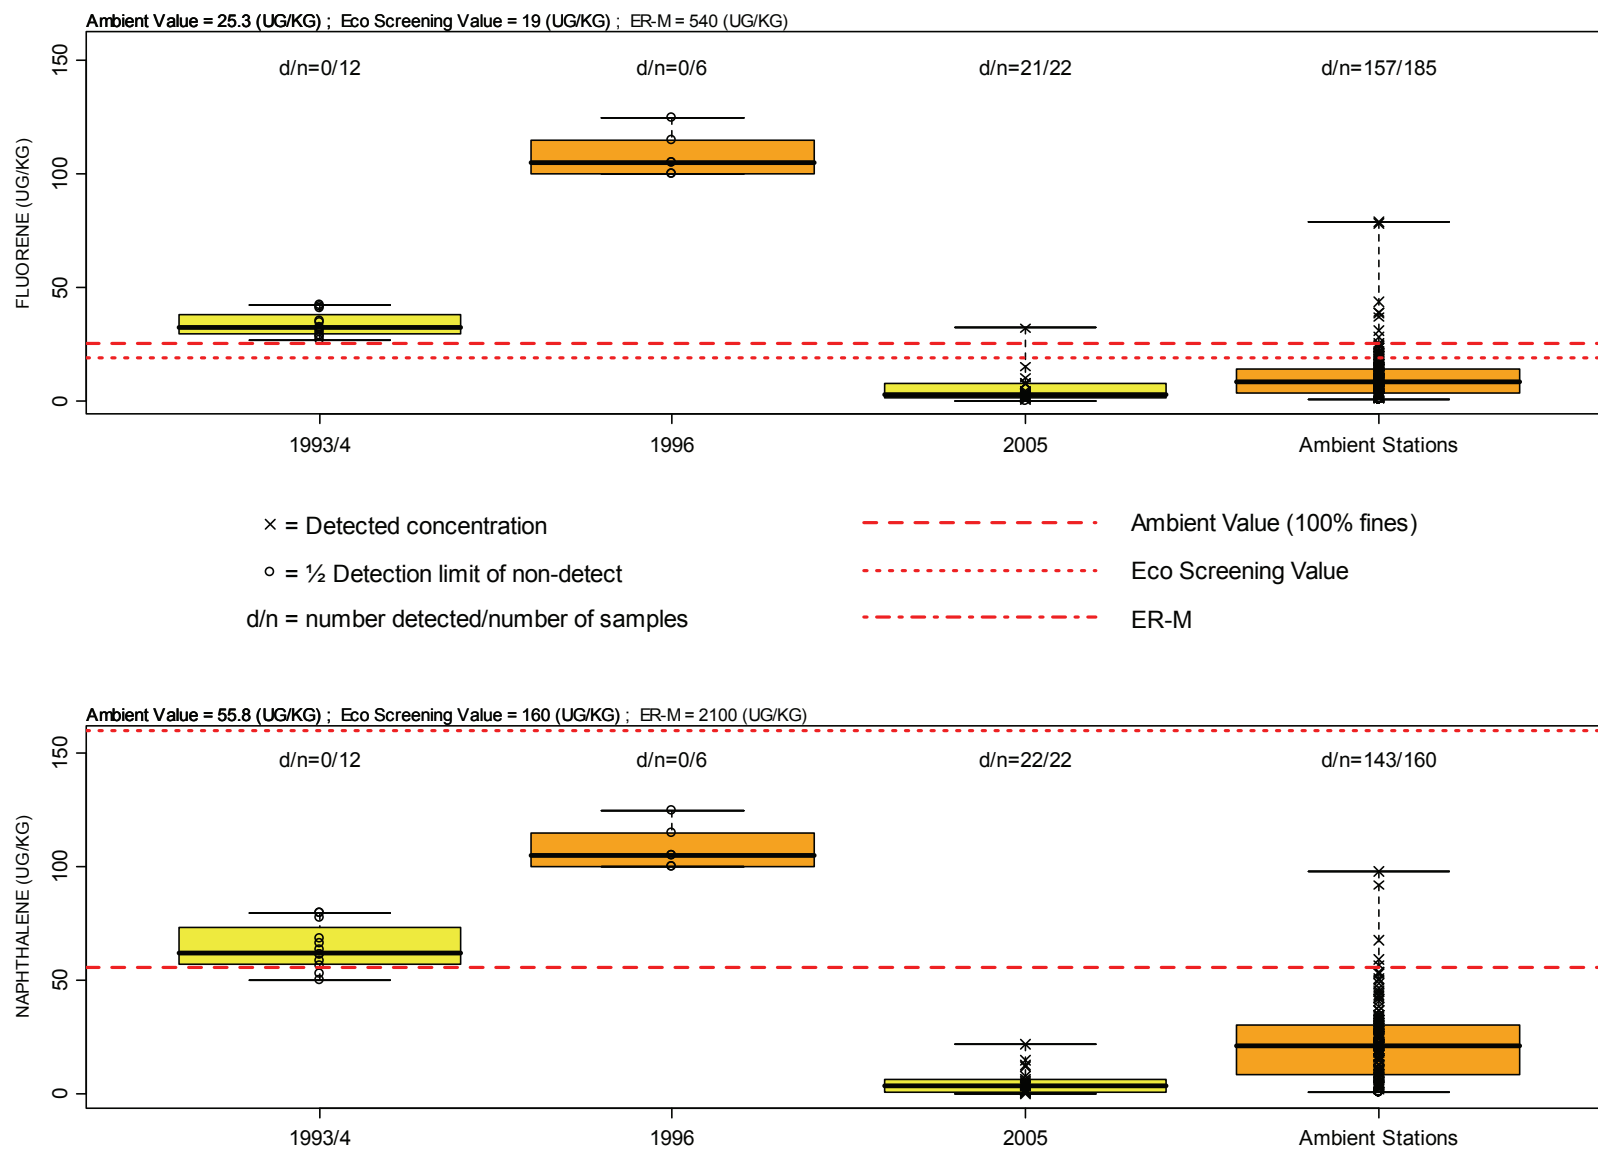 Ambient Value = 25.3 (UG/KG) ; Eco Screening Value = 19 (UG/KG) ; ER-M = 540 (UG/KG)
150
100
50
0
FLUORENE (UG/KG)
d/n=0/12 d/n=0/6 d/n=21/22 d/n=157/185
1993/4 1996 2005 Ambient Stations
× = Detected concentration
o = ½ Detection limit of non-detect
d/n = number detected/number of samples
Ambient Value (100% fines)
Eco Screening Value
ER-M
Ambient Value = 55.8 (UG/KG) ; Eco Screening Value = 160 (UG/KG) ; ER-M = 2100 (UG/KG)
150
100
50
0
NAPHTHALENE (UG/KG)
d/n=0/12 d/n=0/6 d/n=22/22 d/n=143/160
1993/4 1996 2005 Ambient Stations